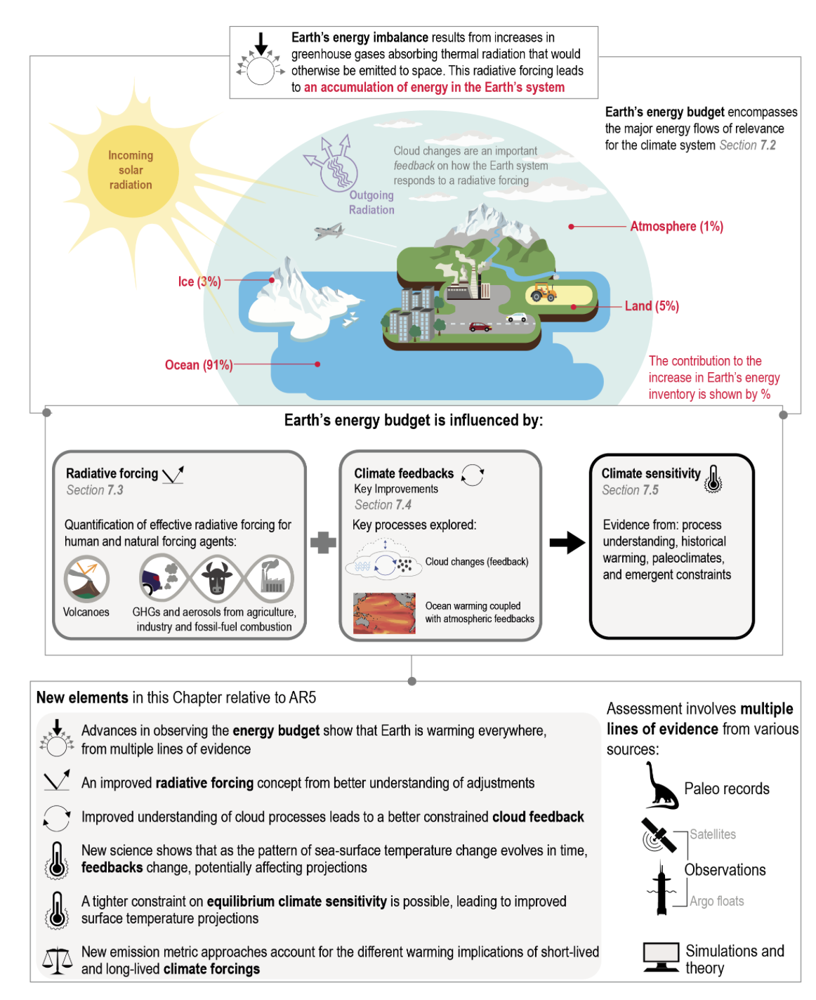 Earth's energy imbalance results from increases in
greenhouse gases absorbing thermal radiation that would
otherwise be emitted to space. This radiative forcing leads
to an accumulation of energy in the Earth's system
Earth's energy budget encompasses
the major energy flows of relevance
for the climate system Section 7.2
Incoming
solar
radiation
Cloud changes are an important
feedback on how the Earth system
responds to a radiative forcing
Outgoing
Radiation
Atmosphere (1%)
Ice (3%)
Land (5%)
Ocean (91%)
The contribution to the
increase in Earth's energy
inventory is shown by %
Earth's energy budget is influenced by:
Radiative forcing
Section 7.3
Quantification of effective radiative forcing for
human and natural forcing agents:
Volcanoes
GHGs and aerosols from agriculture,
industry and fossil-fuel combustion
Climate feedbacks
Key Improvements
Section 7.4
Key processes explored:
Cloud changes (feedback)
Ocean warming coupled
with atmospheric feedbacks
Climate sensitivity
Section 7.5
Evidence from: process
understanding, historical
warming, paleoclimates,
and emergent constraints
New elements in this Chapter relative to AR5
Advances in observing the energy budget show that Earth is warming everywhere,
from multiple lines of evidence
An improved radiative forcing concept from better understanding of adjustments
Improved understanding of cloud processes leads to a better constrained cloud feedback
New science shows that as the pattern of sea-surface temperature change evolves in time,
feedbacks change, potentially affecting projections
A tighter constraint on equilibrium climate sensitivity is possible, leading to improved
surface temperature projections
New emission metric approaches account for the different warming implications of short-lived
and long-lived climate forcings
Assessment involves multiple
lines of evidence from various
sources:
Paleo records
Satellites
Observations
Argo floats
Simulations and
theory